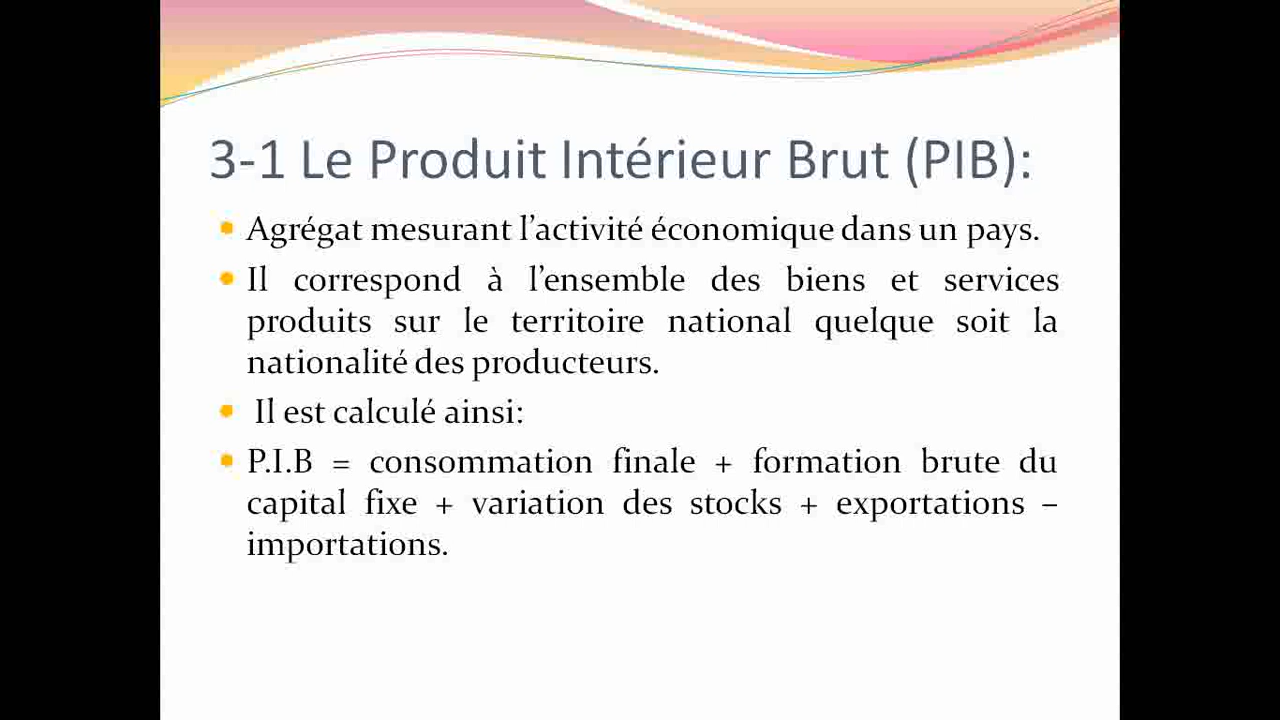 3-1 Le Produit Intérieur Brut (PIB):
Agrégat mesurant l’activité économique dans un pays.
Il correspond à l’ensemble des biens et services
produits sur le territoire national quelque soit la
nationalité des producteurs.
Il est calculé ainsi:
P.I.B = consommation finale + formation brute du
capital fixe + variation des stocks + exportations –
importations.